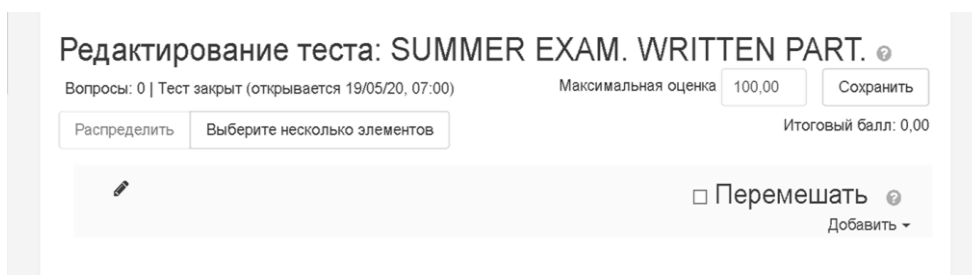 Редактирование теста: SUMMER EXAM. WRITTEN PART.
Вопросы: 0 | Тест закрыт (открывается 19/05/20, 07:00) Максимальная оценка 100,00 Сохранить
Распределить Выберите несколько элементов Итоговый балл: 0,00
Перемешать
Добавить